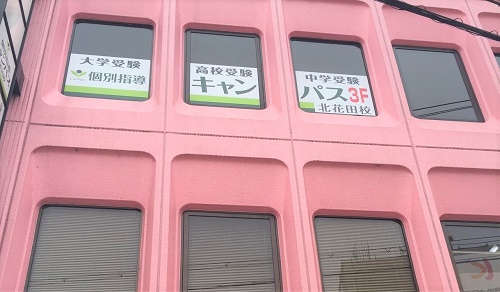 大学受験
個別指導
高校受験
キャン
中学受験
パス3F
北花田校